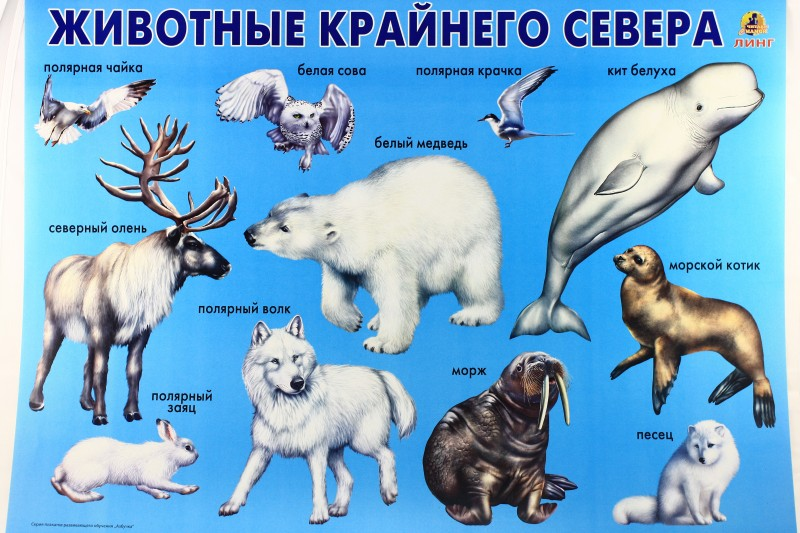 ЖИВОТНЫЕ КРАЙНЕГО СЕВЕРА
ЛИНГ
полярная чайка
белая сова
полярная крачка
кит белуха
белый медведь
северный олень
морской котик
полярный волк
морж
полярный
заяц
песец